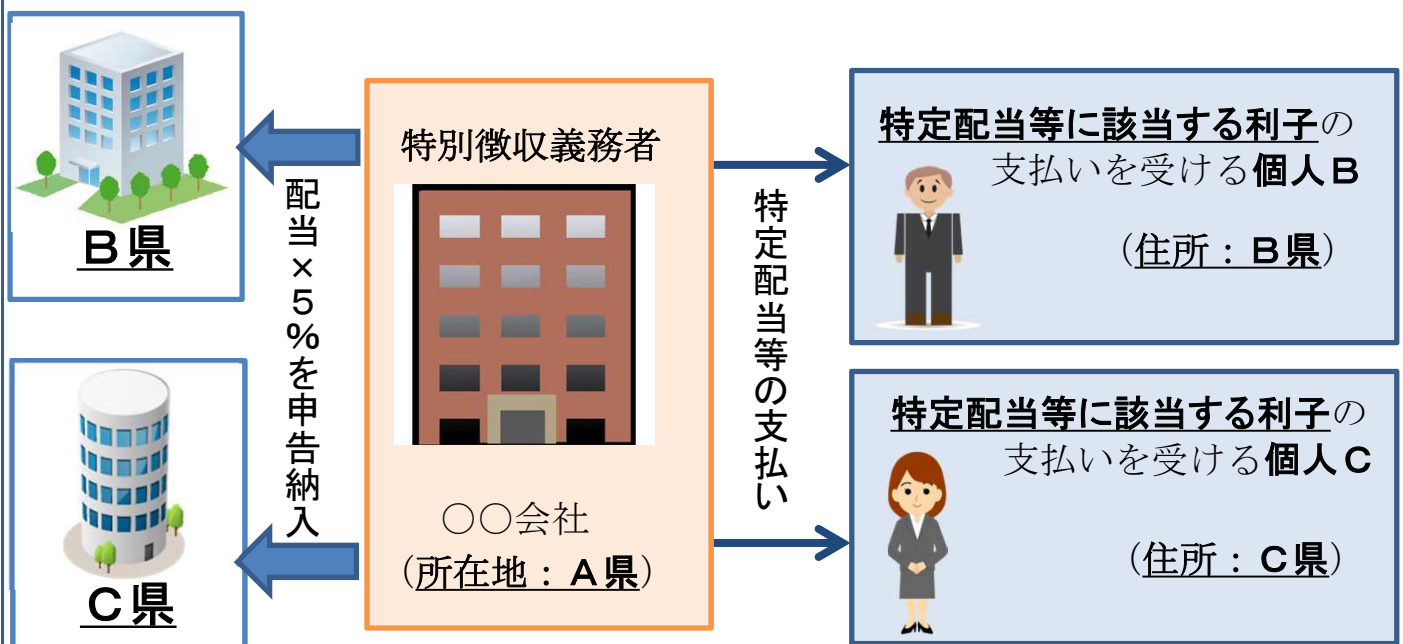 B県
C県
配当×5%を申告納入
特別徴収義務者
○○会社
(所在地:A県)
特定配当等の支払い
特定配当等に該当する利子の
支払いを受ける個人B
(住所:B県)
特定配当等に該当する利子の
支払いを受ける個人C
(住所:C県)